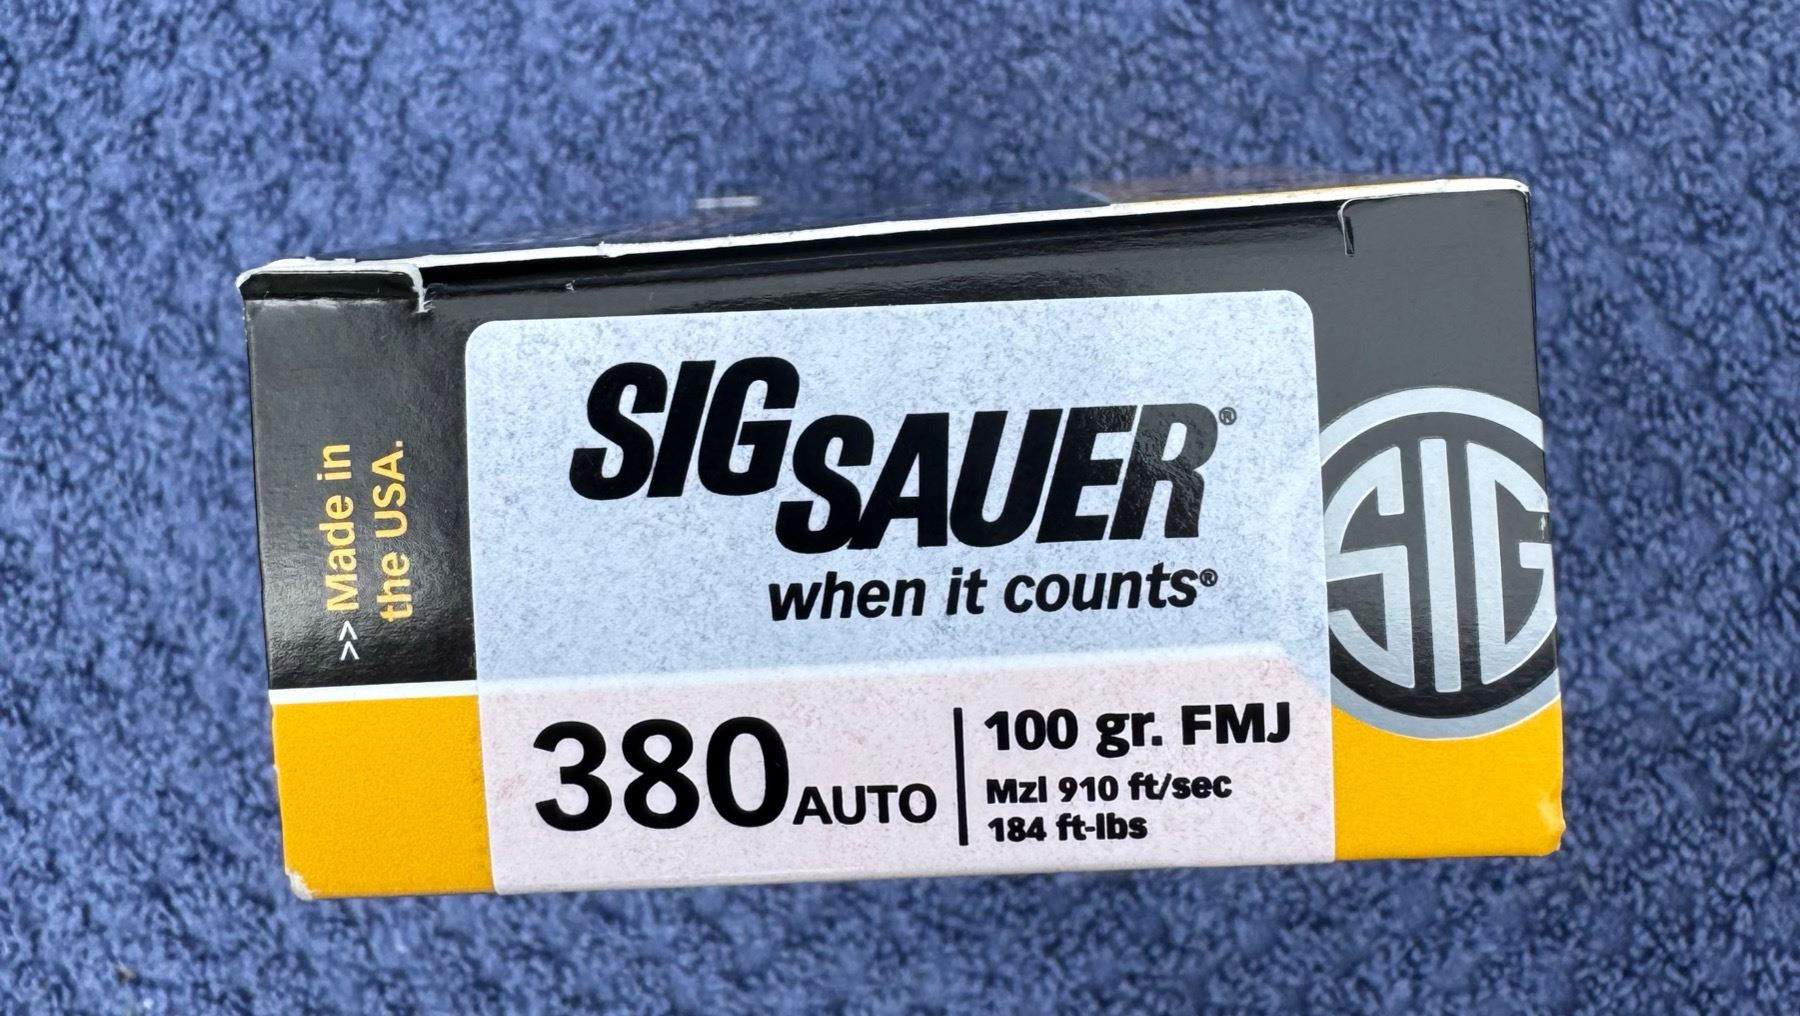 >> Made in
the USA.
SIG SAUER®
when it counts®
SIG
380 AUTO
100 gr. FMJ
Mzl 910 ft/sec
184 ft-lbs